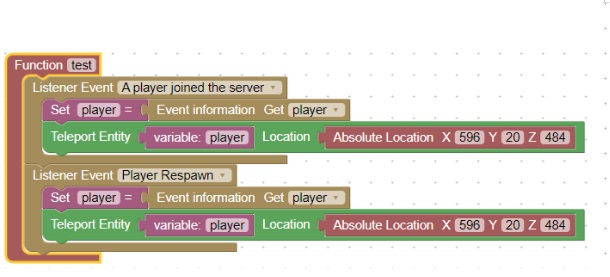 Function test
Listener Event A player joined the server
Set player = Event information Get player
Teleport Entity variable: player Location Absolute Location X 596 Y 20 Z 484
Listener Event Player Respawn
Set player = Event information Get player
Teleport Entity variable: player Location Absolute Location X 596 Y 20 Z 484